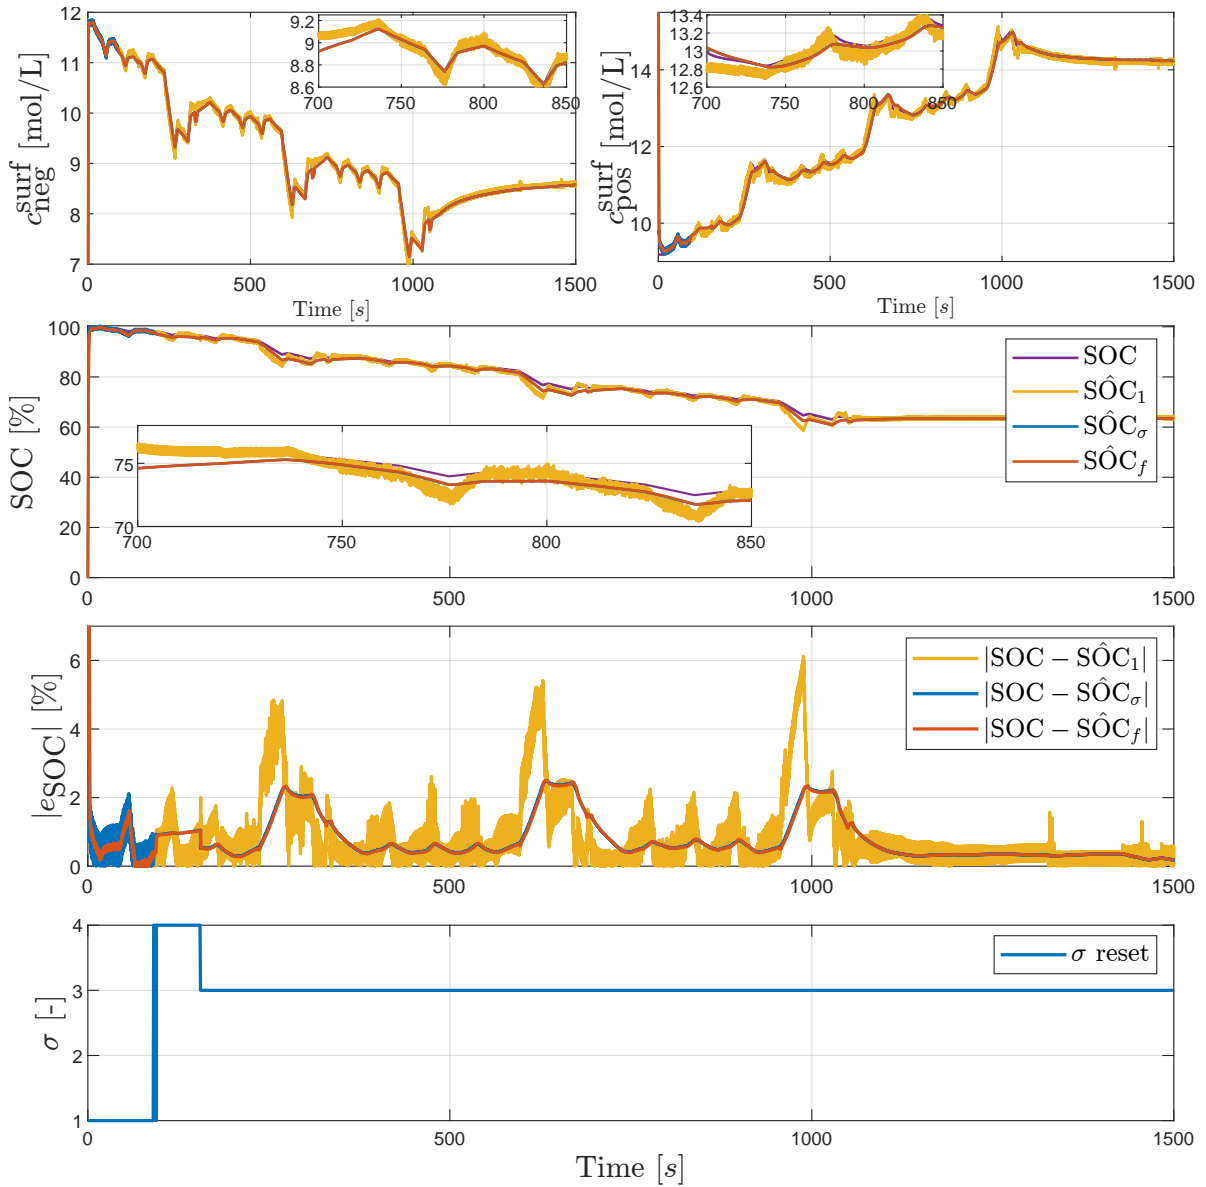 12
11
10
9
8
7
c_neg^surf [mol/L]
9.2
9
8.8
8.6
700 750 800 850
0 500 1000 1500
Time [s]
14
12
10
c_pos^surf [mol/L]
13.4
13.2
13
12.8
12.6
700 750 800 850
0 500 1000 1500
Time [s]
100
80
60
40
20
0
SOC [%]
SOC
SÔC₁
SÔC_σ
SÔC_f
75
70
700 750 800 850
0 500 1000 1500
6
4
2
0
|e_SOC| [%]
|SOC − SÔC₁|
|SOC − SÔC_σ|
|SOC − SÔC_f|
0 500 1000 1500
4
3
2
1
σ [-]
σ reset
0 500 1000 1500
Time [s]